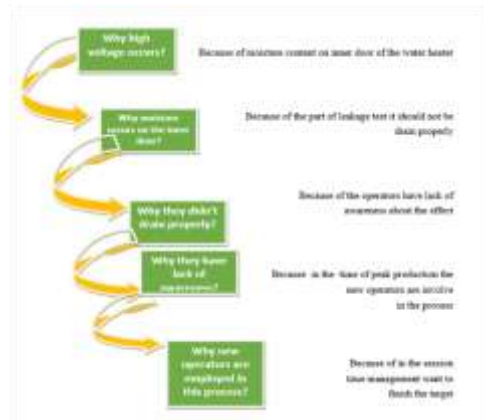 Why high
voltage occurs?
Because of moisture content on inner door of the water heater
Why moisture
occurs on the inner
door?
Because of the part of leakage test it should not be
drain properly
Why they didn't
drain properly?
Because of the operators have lack of
awareness about the effect
Why they have
lack of
awareness?
Because in the time of peak production the
new operators are involve
in the process
Why new
operators are
employed in
this process?
Because of in the season
time management want to
finish the target